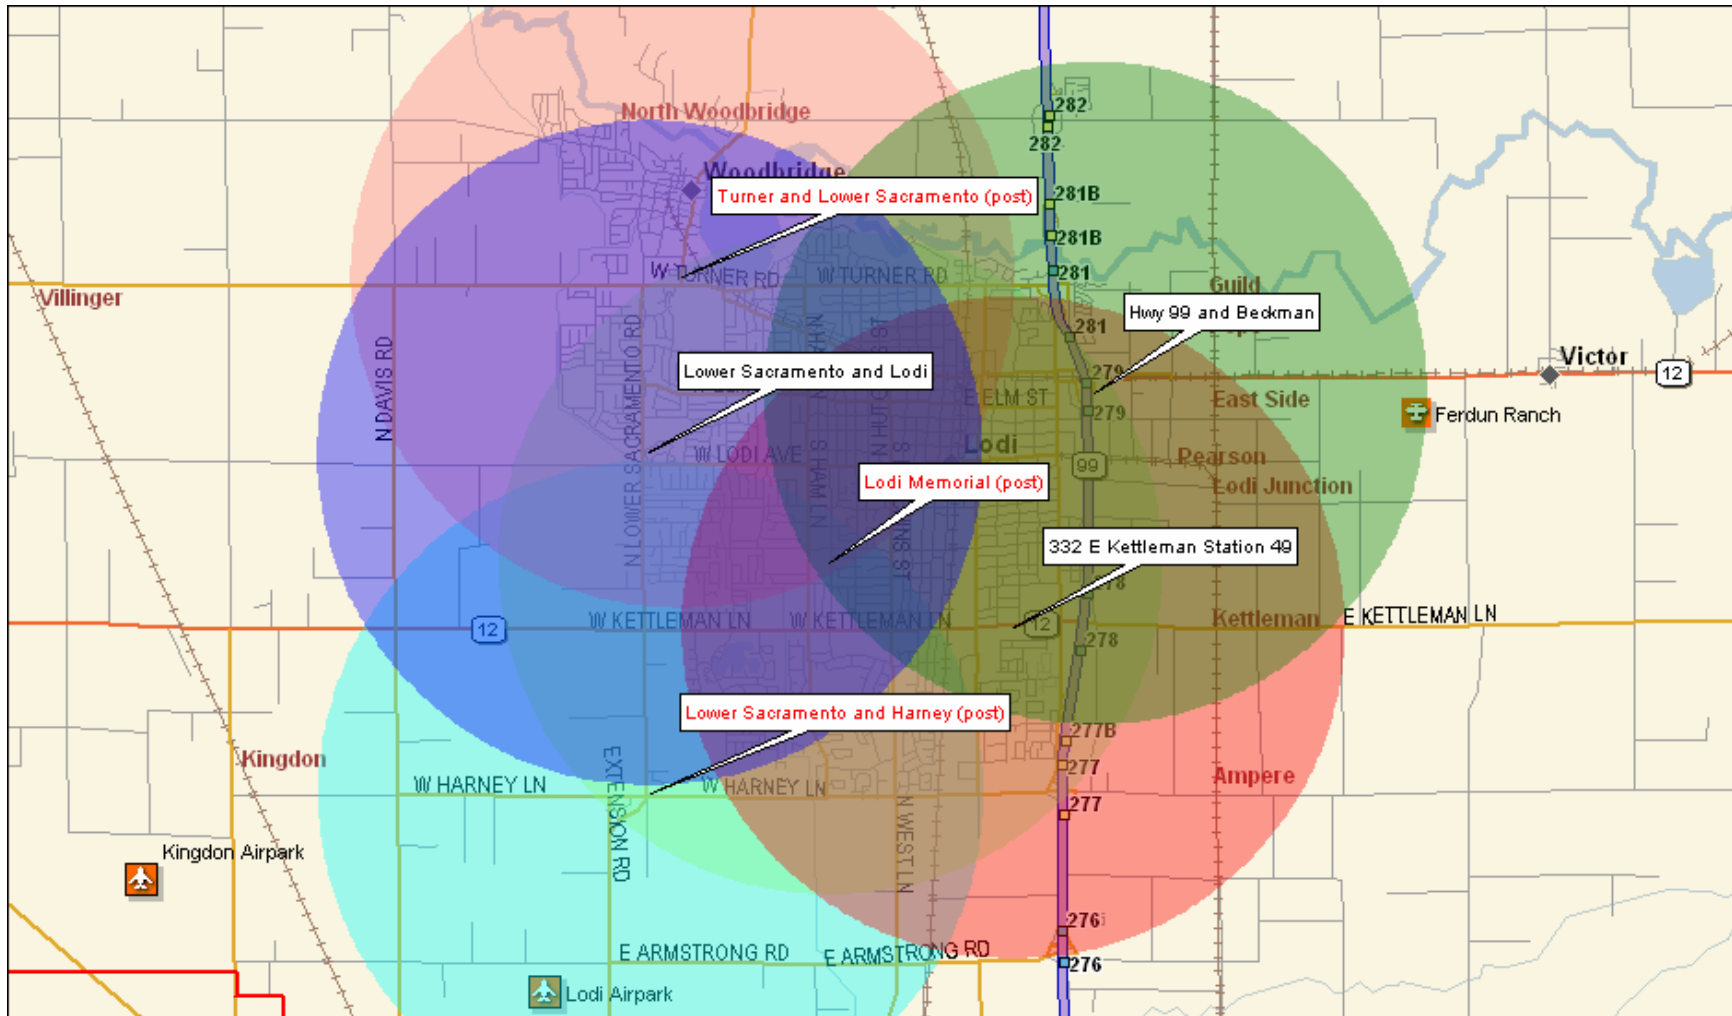 282
North Woodbridge
282
Woodbridge
Turner and Lower Sacramento (post)
281B
281B
W TURNER RD
W TURNER RD
281
Guild
Villinger
Hwy 99 and Beckman
281
N DAVIS RD
N LOWER SACRAMENTO RD
Lower Sacramento and Lodi
279
Victor
12
E ELM ST
East Side
279
Ferdun Ranch
Lodi
W LODI AVE
Pearson
99
S HAM LN
Lodi Memorial (post)
Lodi Junction
332 E Kettleman Station 49
278
W KETTLEMAN LN
W KETTLEMAN LN
12
12
Kettleman
E KETTLEMAN LN
278
Lower Sacramento and Harney (post)
277B
Kingdon
277
Ampere
W HARNEY LN
W HARNEY LN
277
EXTENSION RD
N WEST LN
Kingdon Airpark
276
E ARMSTRONG RD
E ARMSTRONG RD
276
Lodi Airpark